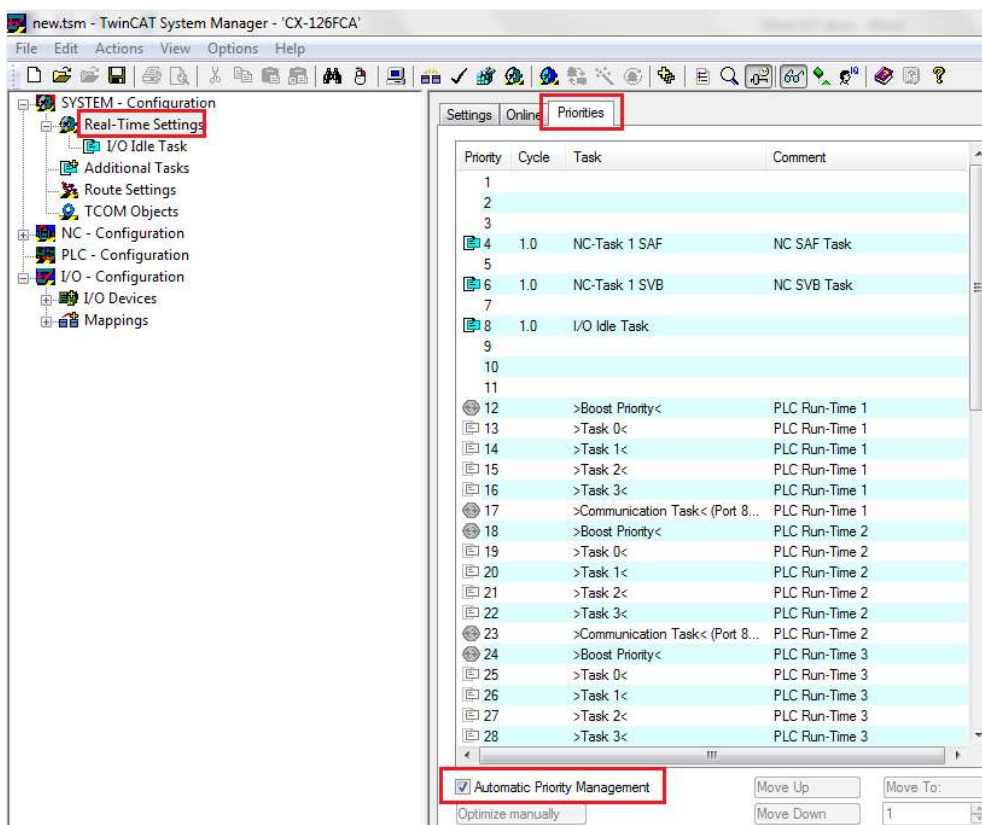 new.tsm - TwinCAT System Manager - 'CX-126FCA'
File Edit Actions View Options Help
SYSTEM - Configuration
Real-Time Settings
I/O Idle Task
Additional Tasks
Route Settings
TCOM Objects
NC - Configuration
PLC - Configuration
I/O - Configuration
I/O Devices
Mappings
Settings Online Priorities
Priority Cycle Task Comment
1
2
3
4 1.0 NC-Task 1 SAF NC SAF Task
5
6 1.0 NC-Task 1 SVB NC SVB Task
7
8 1.0 I/O Idle Task
9
10
11
12 >Boost Priority< PLC Run-Time 1
13 >Task 0< PLC Run-Time 1
14 >Task 1< PLC Run-Time 1
15 >Task 2< PLC Run-Time 1
16 >Task 3< PLC Run-Time 1
17 >Communication Task< (Port 8... PLC Run-Time 1
18 >Boost Priority< PLC Run-Time 2
19 >Task 0< PLC Run-Time 2
20 >Task 1< PLC Run-Time 2
21 >Task 2< PLC Run-Time 2
22 >Task 3< PLC Run-Time 2
23 >Communication Task< (Port 8... PLC Run-Time 2
24 >Boost Priority< PLC Run-Time 3
25 >Task 0< PLC Run-Time 3
26 >Task 1< PLC Run-Time 3
27 >Task 2< PLC Run-Time 3
28 >Task 3< PLC Run-Time 3
Automatic Priority Management Move Up Move To:
Optimize manually Move Down 1